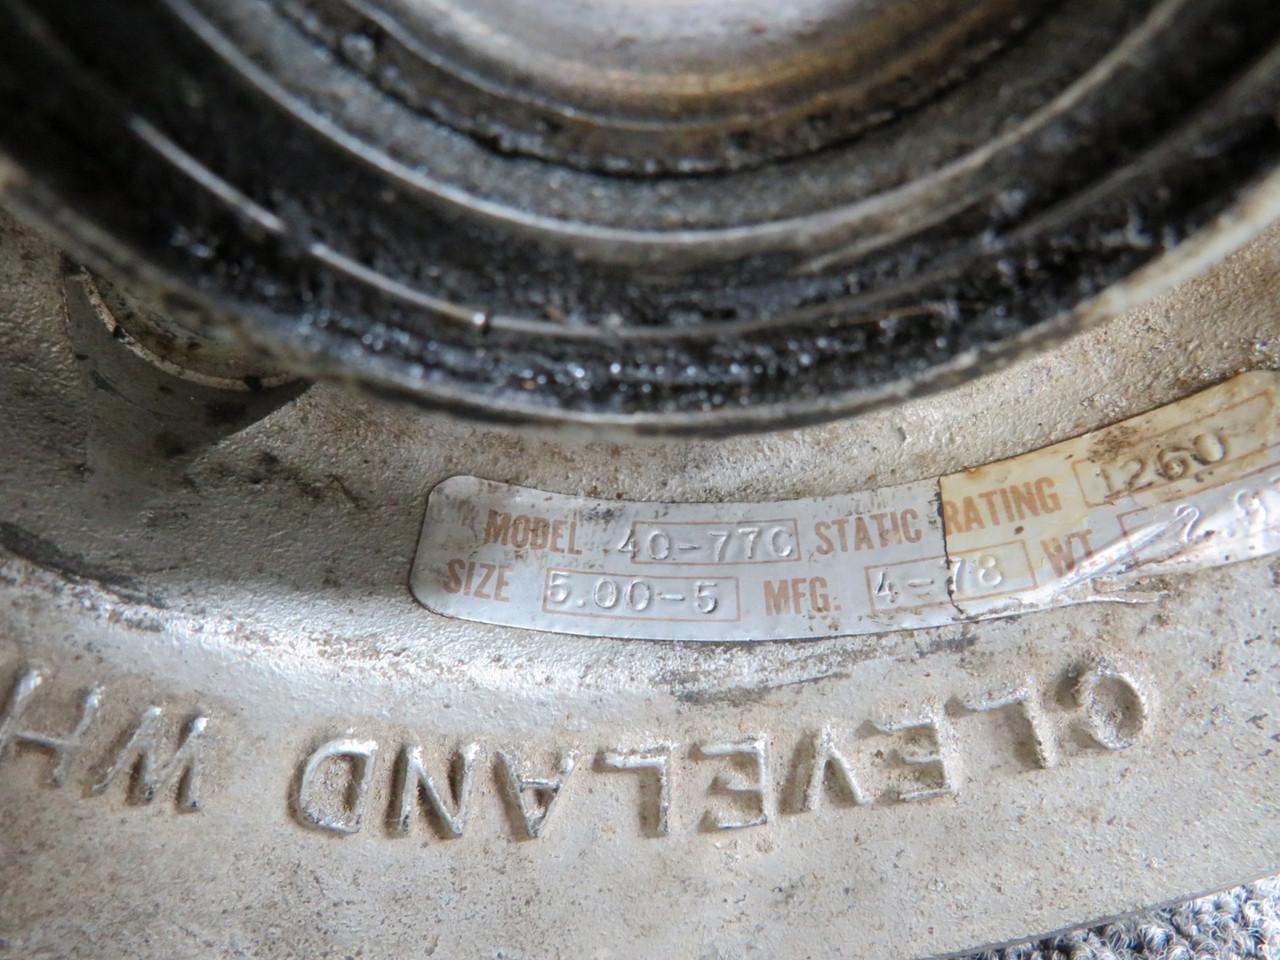 MODEL 40-77C STATIC RATING 1260
SIZE 5.00-5 MFG. 4-78 WT
CLEVELAND WH